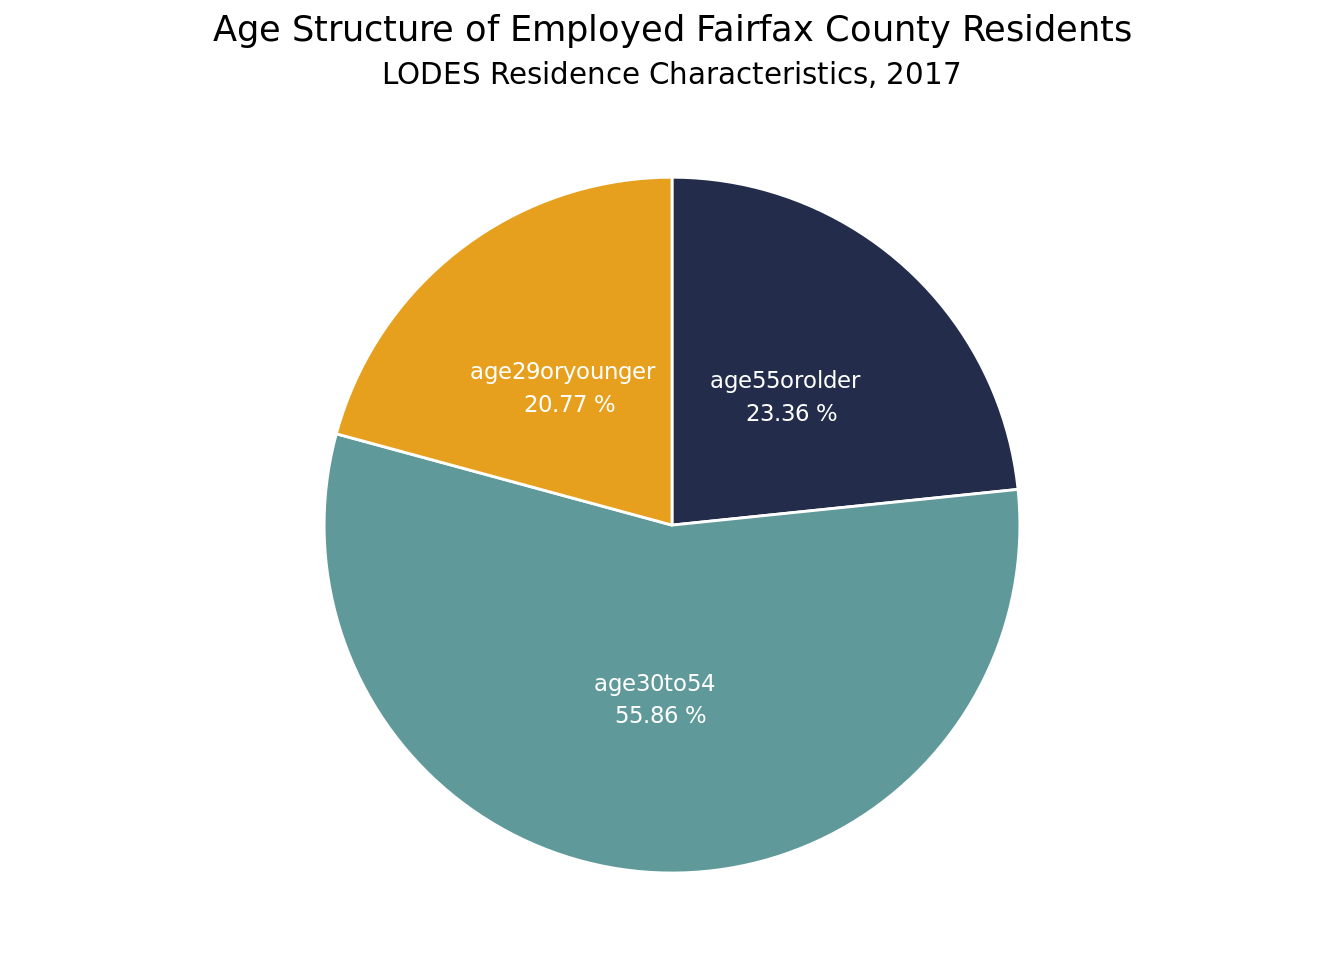 Age Structure of Employed Fairfax County Residents
LODES Residence Characteristics, 2017
age29oryounger
20.77 %
age55orolder
23.36 %
age30to54
55.86 %